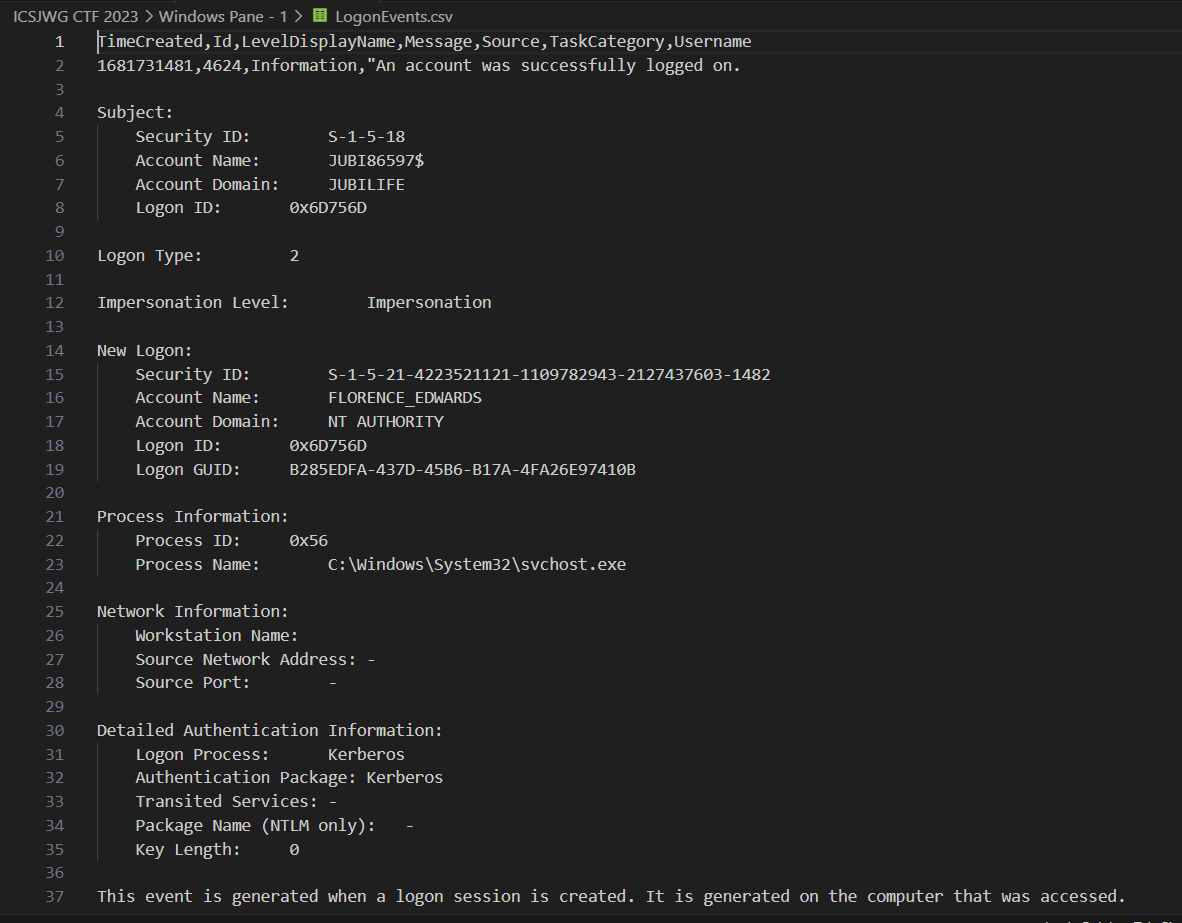 ICSJWG CTF 2023 > Windows Pane - 1 > LogonEvents.csv
1 TimeCreated,Id,LevelDisplayName,Message,Source,TaskCategory,Username
2 1681731481,4624,Information,"An account was successfully logged on.
3
4 Subject:
5 Security ID: S-1-5-18
6 Account Name: JUBI86597$
7 Account Domain: JUBILIFE
8 Logon ID: 0x6D756D
9
10 Logon Type: 2
11
12 Impersonation Level: Impersonation
13
14 New Logon:
15 Security ID: S-1-5-21-4223521121-1109782943-2127437603-1482
16 Account Name: FLORENCE_EDWARDS
17 Account Domain: NT AUTHORITY
18 Logon ID: 0x6D756D
19 Logon GUID: B285EDFA-437D-45B6-B17A-4FA26E97410B
20
21 Process Information:
22 Process ID: 0x56
23 Process Name: C:\Windows\System32\svchost.exe
24
25 Network Information:
26 Workstation Name:
27 Source Network Address: -
28 Source Port: -
29
30 Detailed Authentication Information:
31 Logon Process: Kerberos
32 Authentication Package: Kerberos
33 Transited Services: -
34 Package Name (NTLM only): -
35 Key Length: 0
36
37 This event is generated when a logon session is created. It is generated on the computer that was accessed.